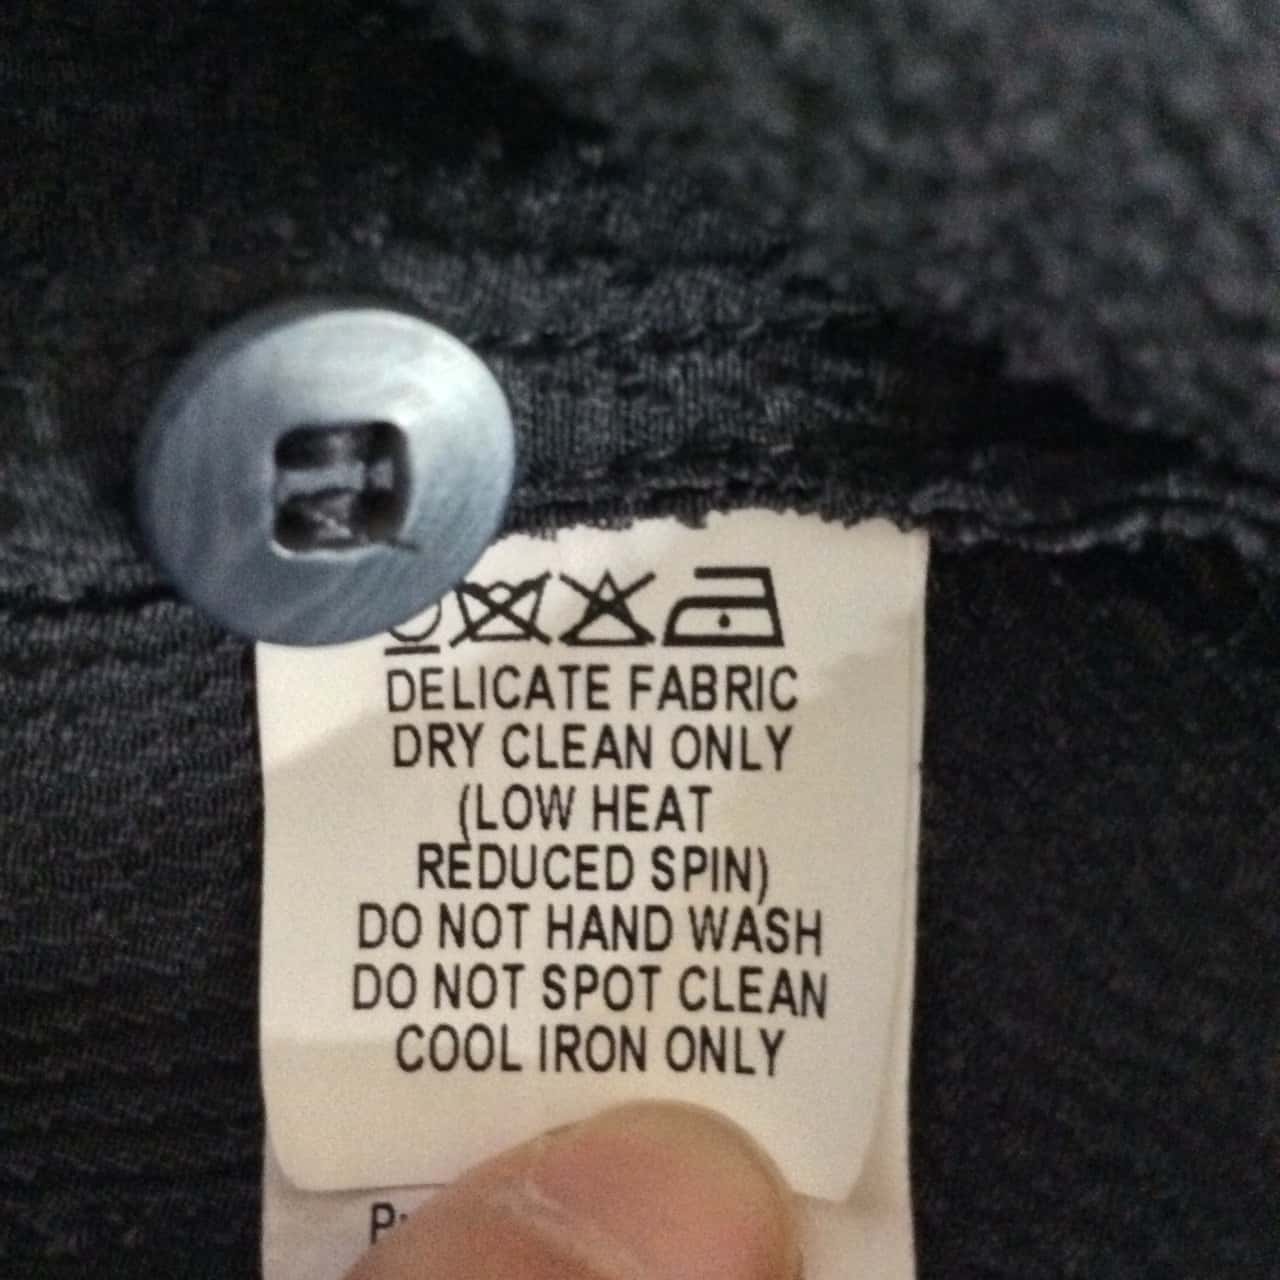 DELICATE FABRIC
DRY CLEAN ONLY
(LOW HEAT
REDUCED SPIN)
DO NOT HAND WASH
DO NOT SPOT CLEAN
COOL IRON ONLY